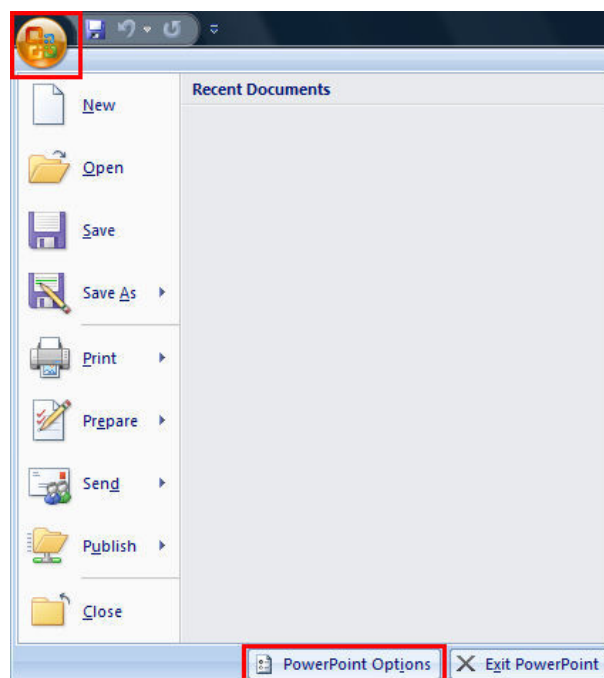 Recent Documents
New
Open
Save
Save As
Print
Prepare
Send
Publish
Close
PowerPoint Options
Exit PowerPoint